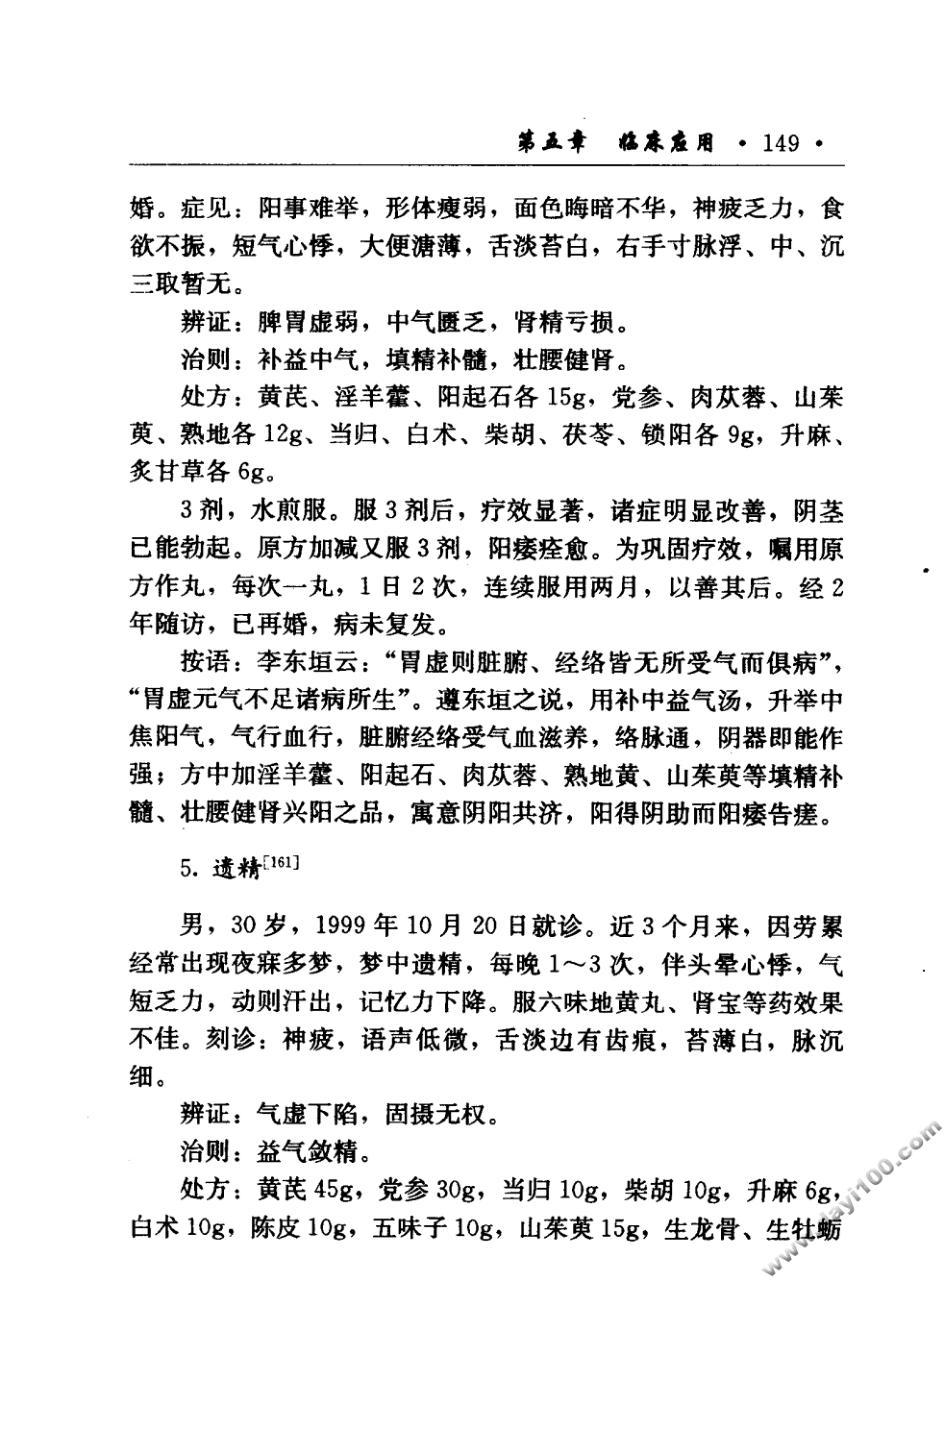 第五章 临床应用 · 149 ·
婚。症见：阳事难举，形体瘦弱，面色晦暗不华，神疲乏力，食
欲不振，短气心悸，大便溏薄，舌淡苔白，右手寸脉浮、中、沉
三取暂无。
辨证：脾胃虚弱，中气匮乏，肾精亏损。
治则：补益中气，填精补髓，壮腰健肾。
处方：黄芪、淫羊藿、阳起石各 15g，党参、肉苁蓉、山茱
萸、熟地各 12g、当归、白术、柴胡、茯苓、锁阳各 9g，升麻、
炙甘草各 6g。
3 剂，水煎服。服 3 剂后，疗效显著，诸症明显改善，阴茎
已能勃起。原方加减又服 3 剂，阳痿痊愈。为巩固疗效，嘱用原
方作丸，每次一丸，1 日 2 次，连续服用两月，以善其后。经 2
年随访，已再婚，病未复发。
按语：李东垣云：“胃虚则脏腑、经络皆无所受气而俱病”，
“胃虚元气不足诸病所生”。遵东垣之说，用补中益气汤，升举中
焦阳气，气行血行，脏腑经络受气血滋养，络脉通，阴器即能作
强；方中加淫羊藿、阳起石、肉苁蓉、熟地黄、山茱萸等填精补
髓、壮腰健肾兴阳之品，寓意阴阳共济，阳得阴助而阳痿告瘥。
5. 遗精[161]
男，30 岁，1999 年 10 月 20 日就诊。近 3 个月来，因劳累
经常出现夜寐多梦，梦中遗精，每晚 1～3 次，伴头晕心悸，气
短乏力，动则汗出，记忆力下降。服六味地黄丸、肾宝等药效果
不佳。刻诊：神疲，语声低微，舌淡边有齿痕，苔薄白，脉沉
细。
辨证：气虚下陷，固摄无权。
治则：益气敛精。
处方：黄芪 45g，党参 30g，当归 10g，柴胡 10g，升麻 6g，
白术 10g，陈皮 10g，五味子 10g，山茱萸 15g，生龙骨、生牡蛎
www.dayi100.com